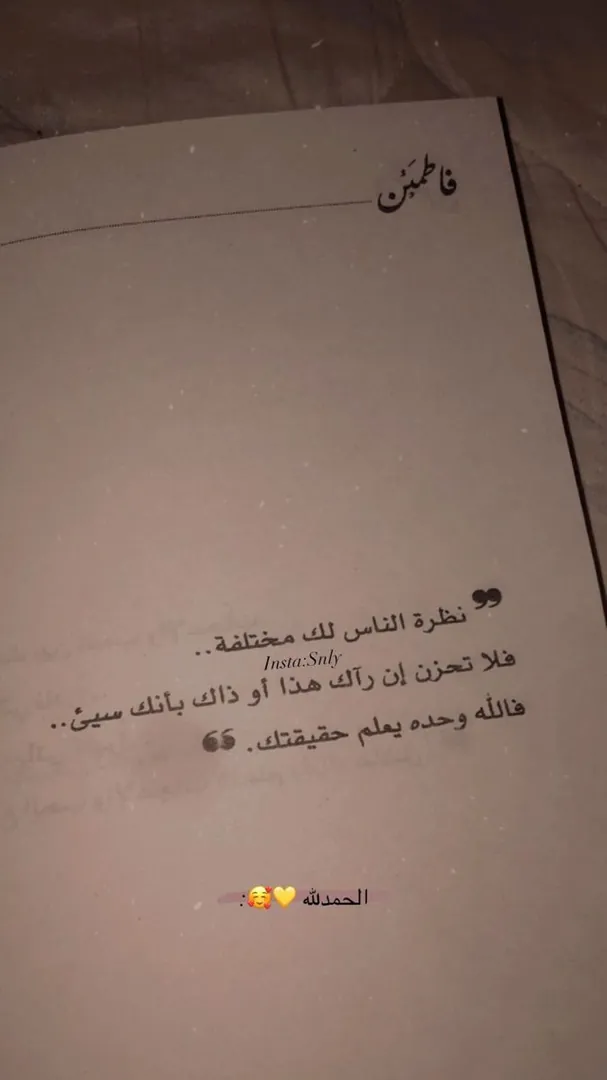 فاطمئن
❞ نظرة الناس لك مختلفة..
Insta:Snly
فلا تحزن إن رآك هذا أو ذاك بأنك سيئ..
فالله وحده يعلم حقيقتك. ❝
الحمدلله 💛🥰: